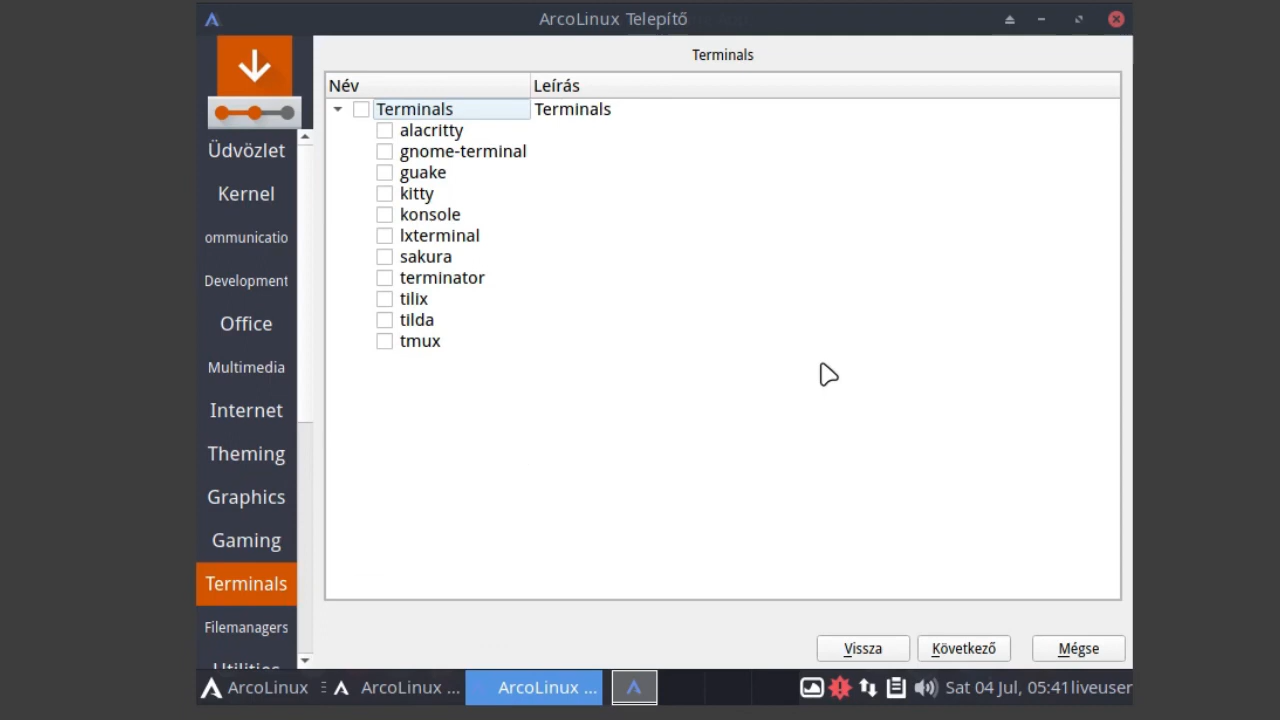 ArcoLinux Telepítő
Terminals
Név
Leírás
Terminals
Terminals
alacritty
gnome-terminal
guake
kitty
konsole
lxterminal
sakura
terminator
tilix
tilda
tmux
Üdvözlet
Kernel
ommunicatio
Development
Office
Multimedia
Internet
Theming
Graphics
Gaming
Terminals
Filemanagers
Utilities
Vissza
Következő
Mégse
ArcoLinux
ArcoLinux ...
ArcoLinux ...
Sat 04 Jul, 05:41liveuser